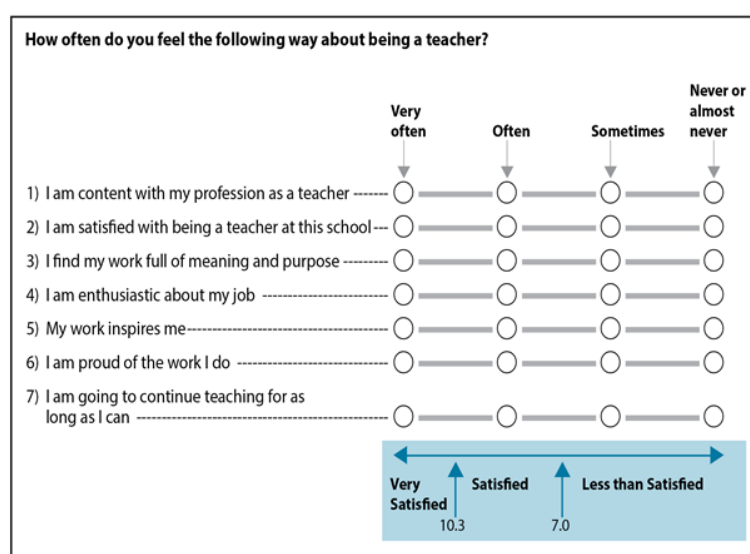 How often do you feel the following way about being a teacher?
Very often
Often
Sometimes
Never or almost never
1) I am content with my profession as a teacher
2) I am satisfied with being a teacher at this school
3) I find my work full of meaning and purpose
4) I am enthusiastic about my job
5) My work inspires me
6) I am proud of the work I do
7) I am going to continue teaching for as
long as I can
Very Satisfied
Satisfied
Less than Satisfied
10.3
7.0